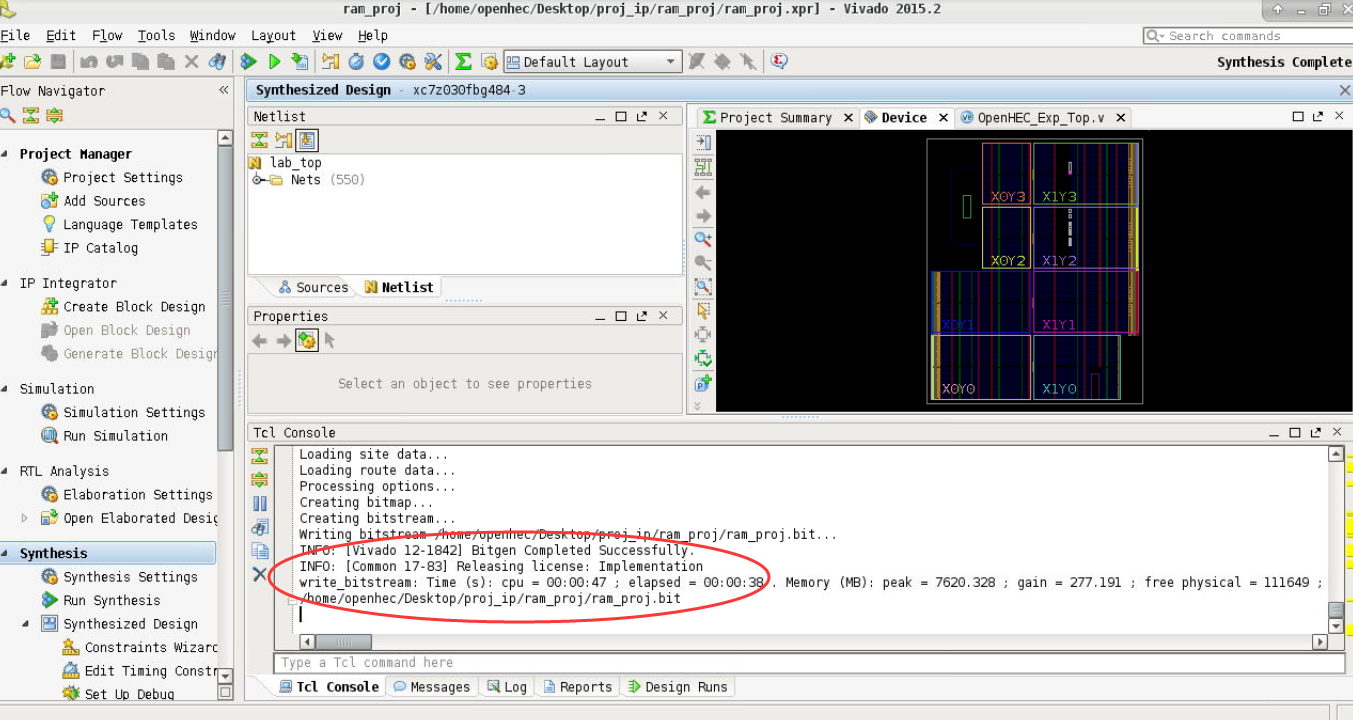 ram_proj - [/home/openhec/Desktop/proj_ip/ram_proj/ram_proj.xpr] - Vivado 2015.2
File Edit Flow Tools Window Layout View Help
Search commands
Default Layout
Synthesis Complete
Flow Navigator
Project Manager
Project Settings
Add Sources
Language Templates
IP Catalog
IP Integrator
Create Block Design
Open Block Design
Generate Block Design
Simulation
Simulation Settings
Run Simulation
RTL Analysis
Elaboration Settings
Open Elaborated Desig
Synthesis
Synthesis Settings
Run Synthesis
Synthesized Design
Constraints Wizard
Edit Timing Constr
Set Up Debug
Synthesized Design - xc7z030fbg484-3
Netlist
lab_top
Nets (550)
Sources Netlist
Properties
Select an object to see properties
Project Summary Device OpenHEC_Exp_Top.v
X0Y3 X1Y3
X0Y2 X1Y2
X0Y1 X1Y1
X0Y0 X1Y0
Tcl Console
Loading site data...
Loading route data...
Processing options...
Creating bitmap...
Creating bitstream...
Writing bitstream /home/openhec/Desktop/proj_ip/ram_proj/ram_proj.bit...
INFO: [Vivado 12-1842] Bitgen Completed Successfully.
INFO: [Common 17-83] Releasing license: Implementation
write_bitstream: Time (s): cpu = 00:00:47 ; elapsed = 00:00:38 . Memory (MB): peak = 7620.328 ; gain = 277.191 ; free physical = 111649 ;
/home/openhec/Desktop/proj_ip/ram_proj/ram_proj.bit
Type a Tcl command here
Tcl Console Messages Log Reports Design Runs